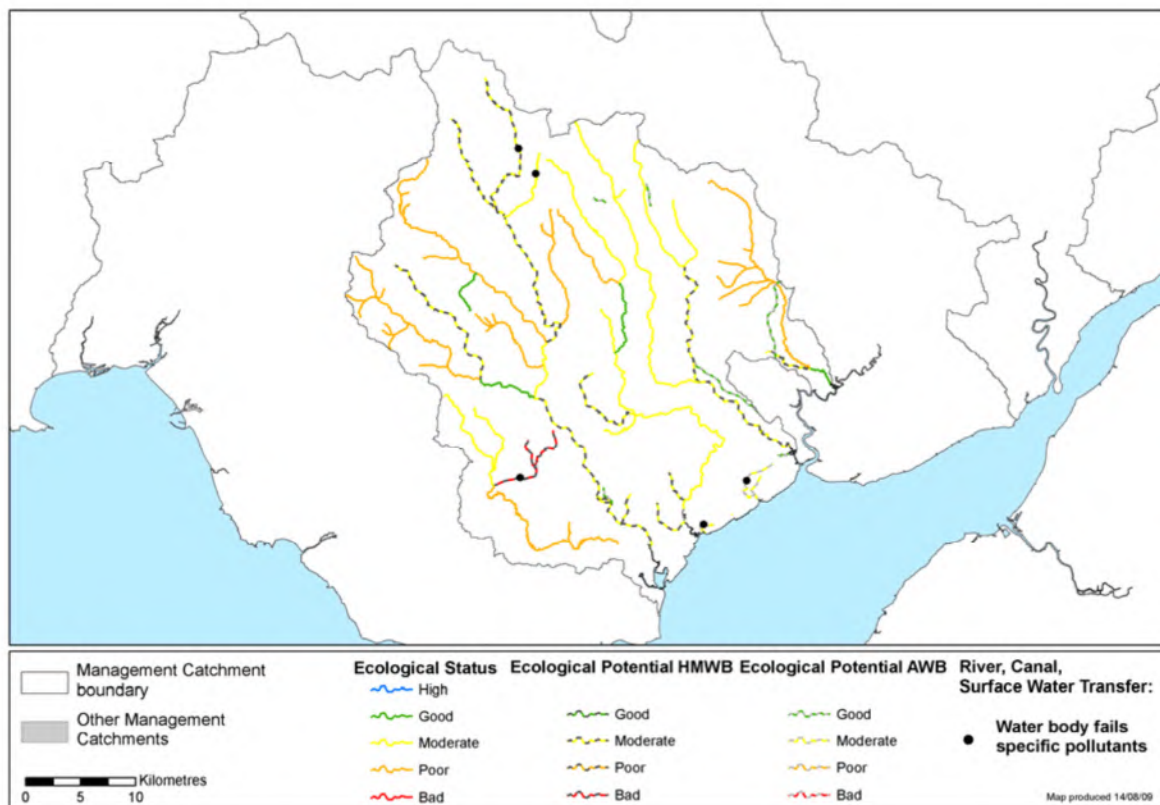 Management Catchment
boundary
Other Management
Catchments
Kilometres
0 5 10
Ecological Status
High
Good
Moderate
Poor
Bad
Ecological Potential HMWB
Good
Moderate
Poor
Bad
Ecological Potential AWB
Good
Moderate
Poor
Bad
River, Canal,
Surface Water Transfer:
Water body fails
specific pollutants
Map produced 14/08/09